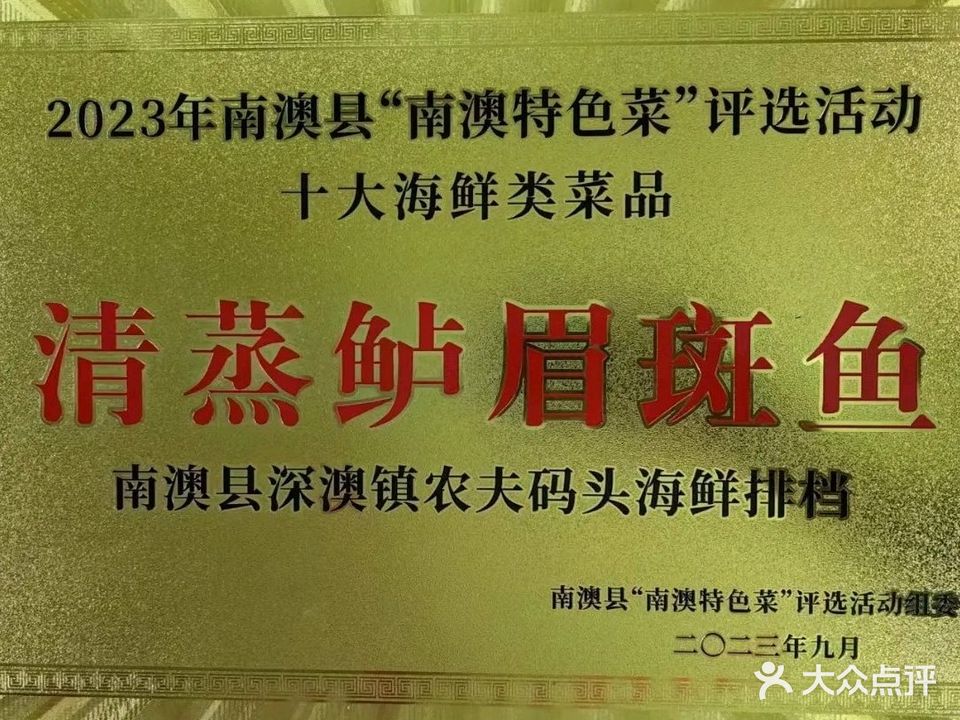 2023年南澳县“南澳特色菜”评选活动
十大海鲜类菜品
清蒸鲈眉斑鱼
南澳县深澳镇农夫码头海鲜排档
南澳县“南澳特色菜”评选活动组委
二〇二三年九月
大众点评